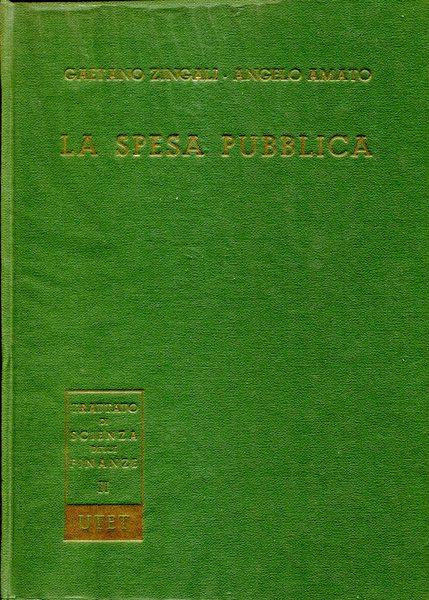 GAETANO ZINGALI · ANGELO AMATO
LA SPESA PUBBLICA
TRATTATO
DI
SCIENZA
DELLE
FINANZE
II
UTET